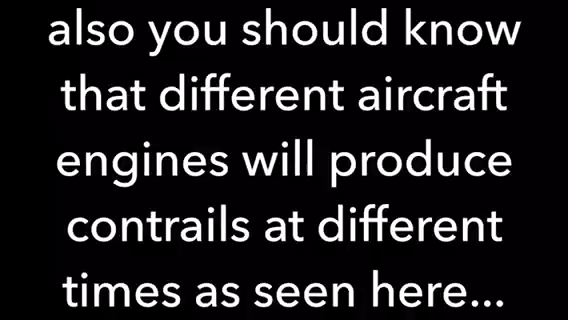 also you should know
that different aircraft
engines will produce
contrails at different
times as seen here...